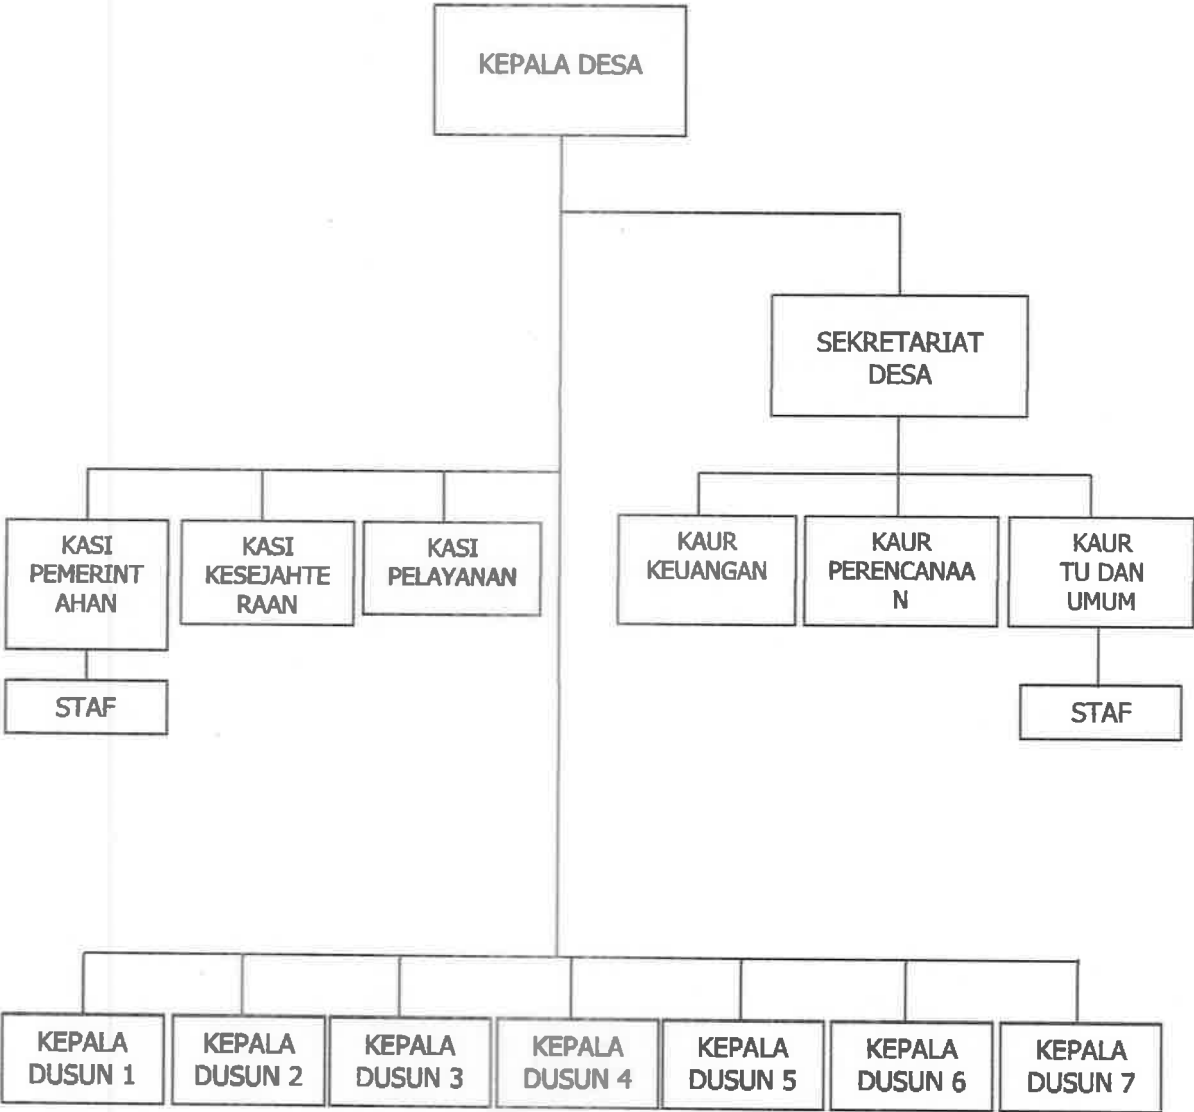 KEPALA DESA
SEKRETARIAT
DESA
KASI
PEMERINT
AHAN
KASI
KESEJAHTE
RAAN
KASI
PELAYANAN
KAUR
KEUANGAN
KAUR
PERENCANAA
N
KAUR
TU DAN
UMUM
STAF
STAF
KEPALA
DUSUN 1
KEPALA
DUSUN 2
KEPALA
DUSUN 3
KEPALA
DUSUN 4
KEPALA
DUSUN 5
KEPALA
DUSUN 6
KEPALA
DUSUN 7